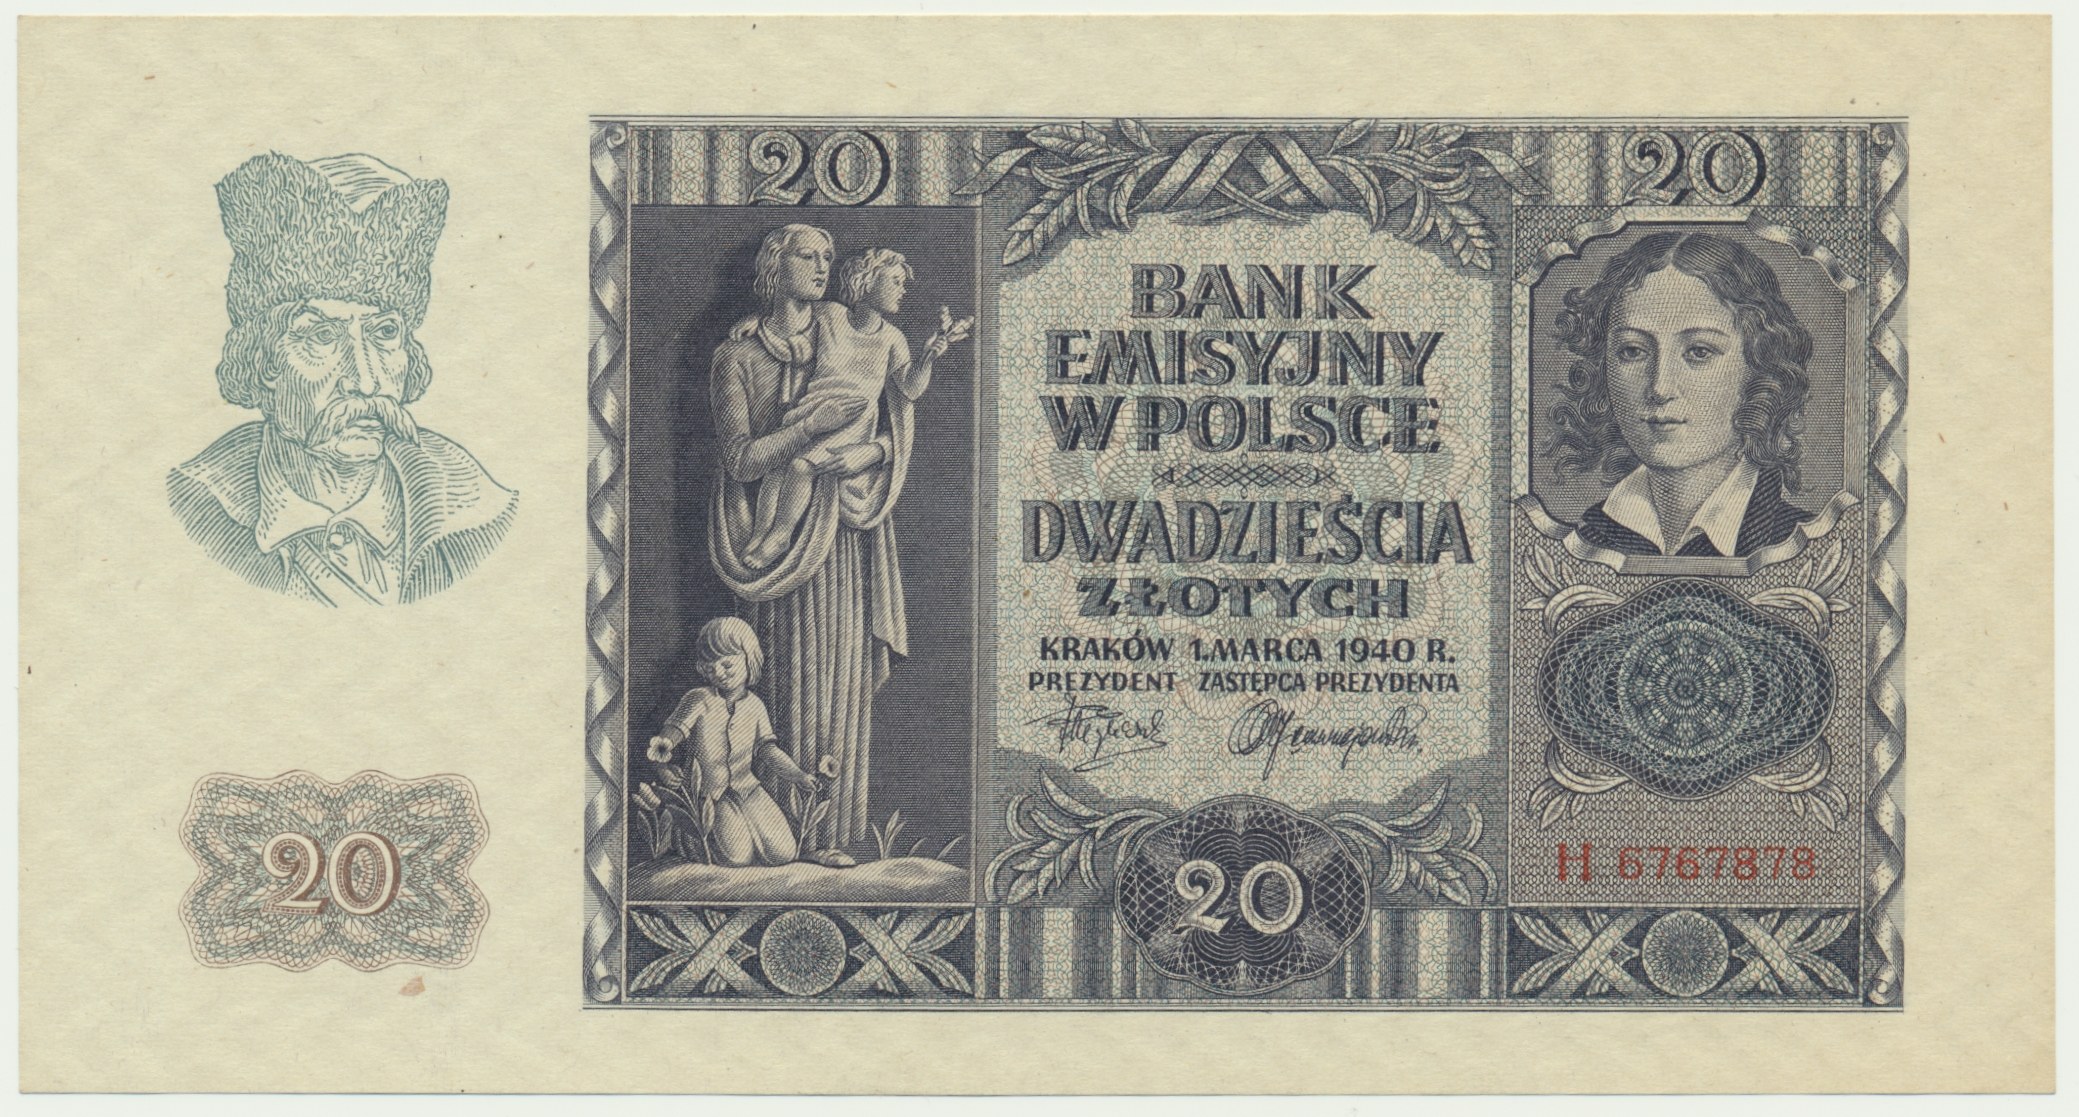 20 20
BANK
EMISYJNY
W POLSCE
DWADZIEŚCIA
ZŁOTYCH
KRAKÓW 1. MARCA 1940 R.
PREZYDENT ZASTĘPCA PREZYDENTA
H 6767878
20
20